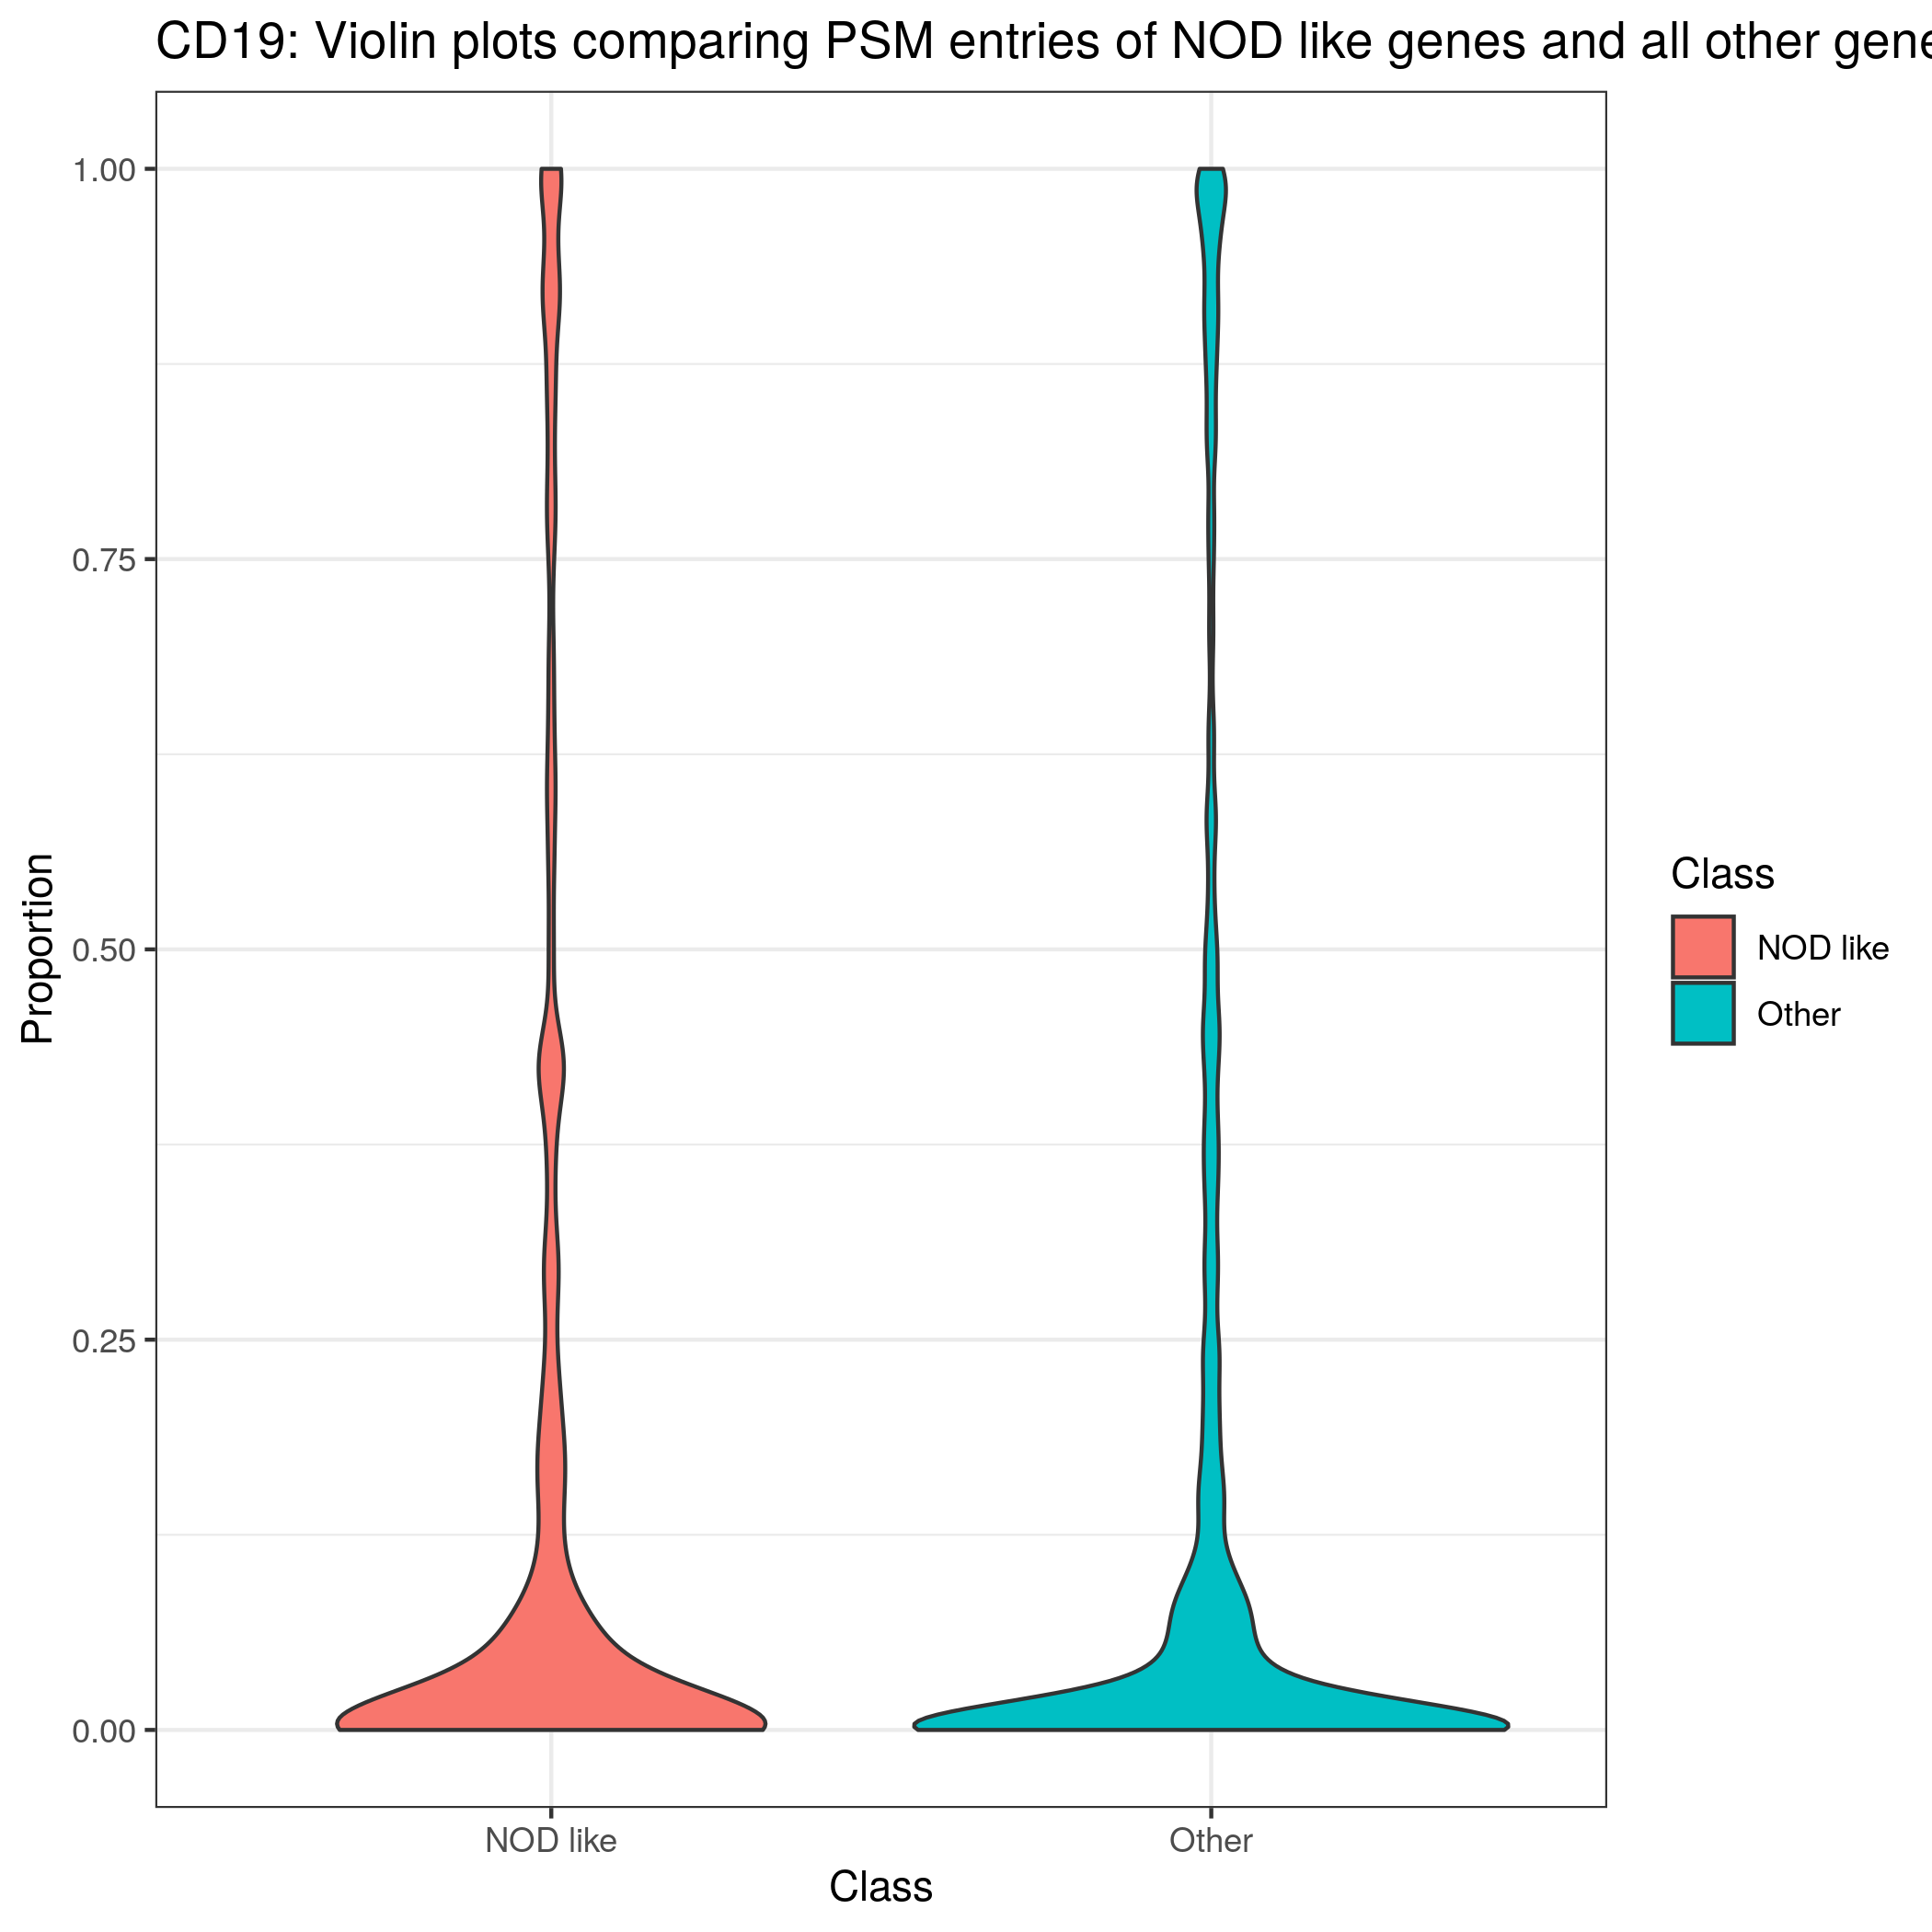 CD19: Violin plots comparing PSM entries of NOD like genes and all other gene
1.00
0.75
0.50
0.25
0.00
Proportion
NOD like
Other
Class
Class
NOD like
Other